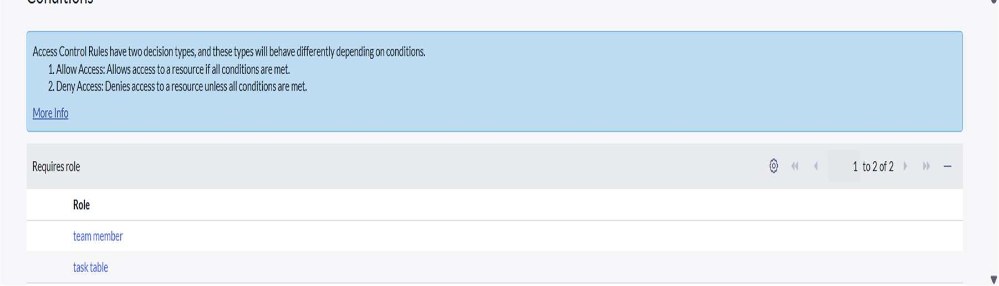 Conditions
Access Control Rules have two decision types, and these types will behave differently depending on conditions.
1. Allow Access: Allows access to a resource if all conditions are met.
2. Deny Access: Denies access to a resource unless all conditions are met.
More Info
Requires role 1 to 2 of 2
Role
team member
task table